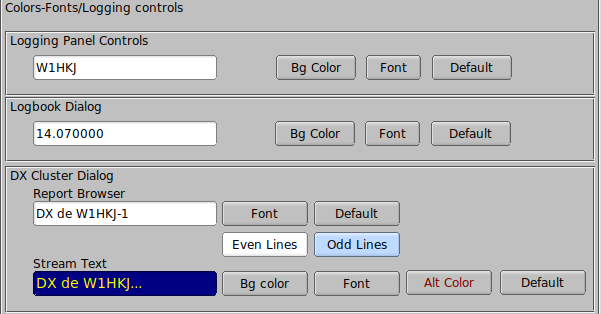 Colors-Fonts/Logging controls
Logging Panel Controls
W1HKJ Bg Color Font Default
Logbook Dialog
14.070000 Bg Color Font Default
DX Cluster Dialog
Report Browser
DX de W1HKJ-1 Font Default
Even Lines Odd Lines
Stream Text
DX de W1HKJ... Bg color Font Alt Color Default